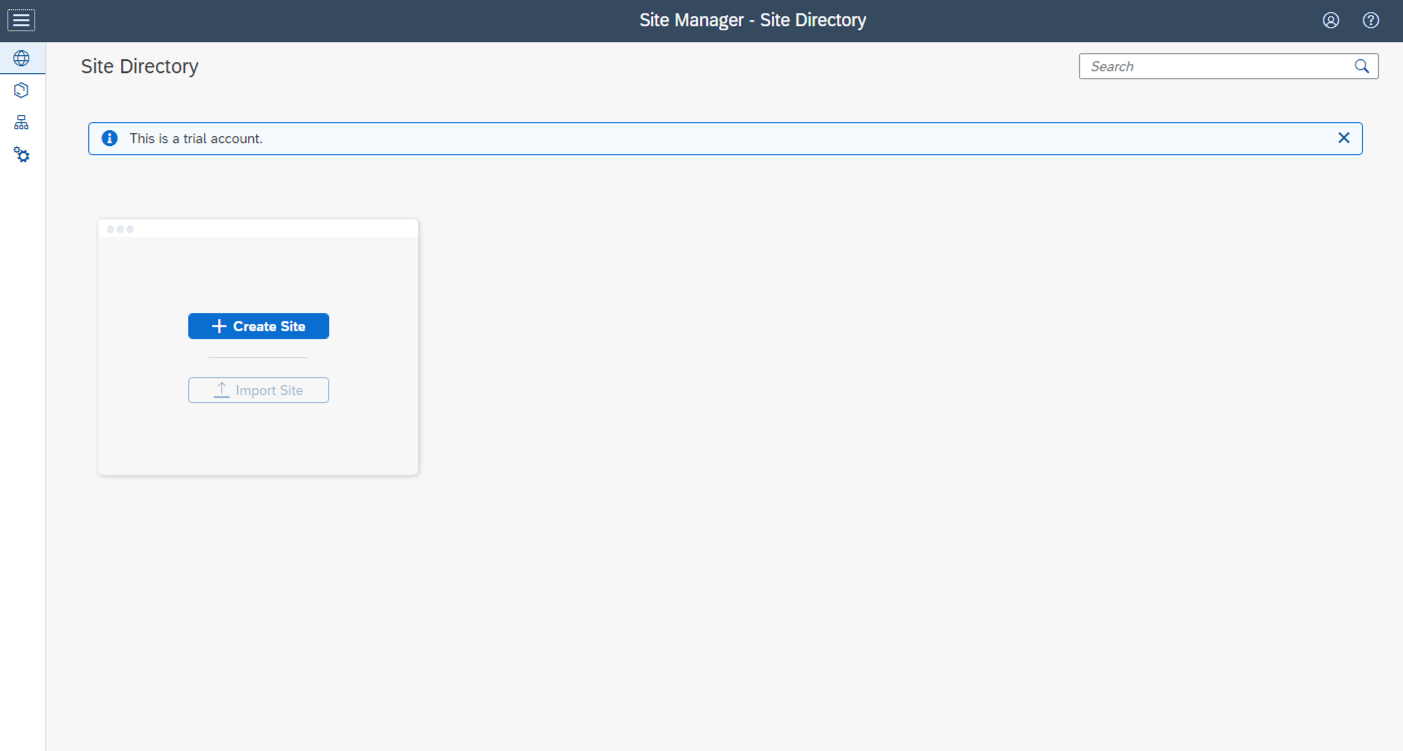 Site Manager - Site Directory
Site Directory
Search
This is a trial account.
Create Site
Import Site